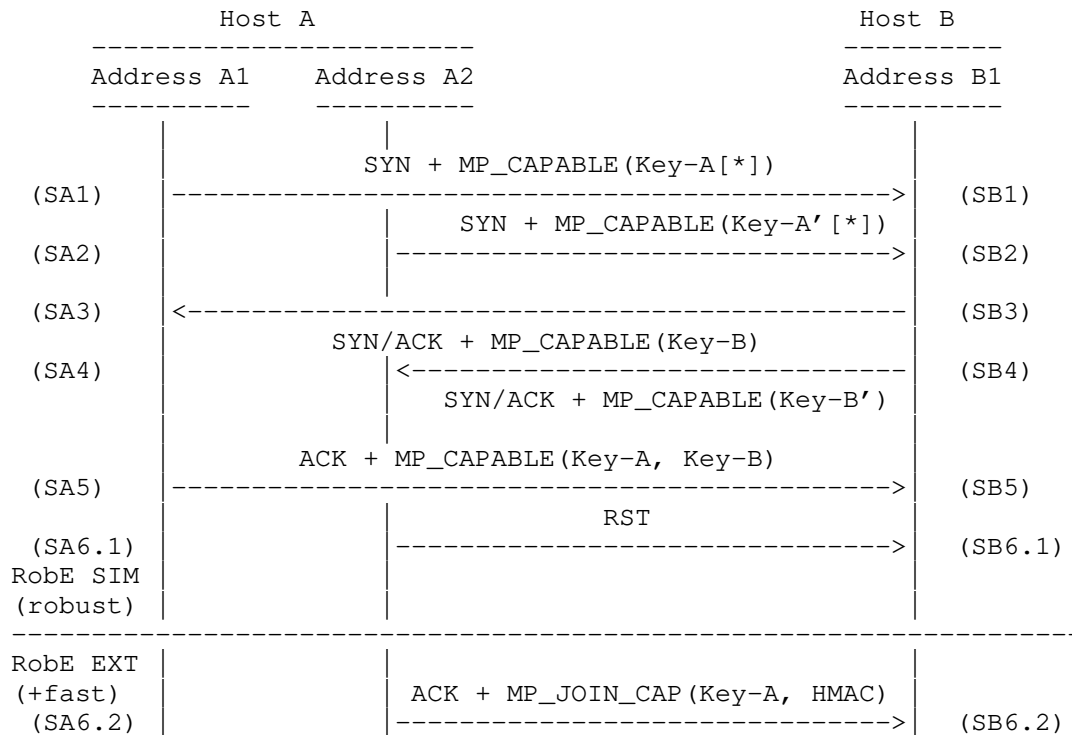 Host A Host B
Address A1 Address A2 Address B1
SYN + MP_CAPABLE(Key-A[*])
(SA1) (SB1)
SYN + MP_CAPABLE(Key-A'[*])
(SA2) (SB2)
(SA3) (SB3)
SYN/ACK + MP_CAPABLE(Key-B)
(SA4) (SB4)
SYN/ACK + MP_CAPABLE(Key-B')
ACK + MP_CAPABLE(Key-A, Key-B)
(SA5) (SB5)
RST
(SA6.1) (SB6.1)
RobE SIM
(robust)
RobE EXT
(+fast) ACK + MP_JOIN_CAP(Key-A, HMAC)
(SA6.2) (SB6.2)